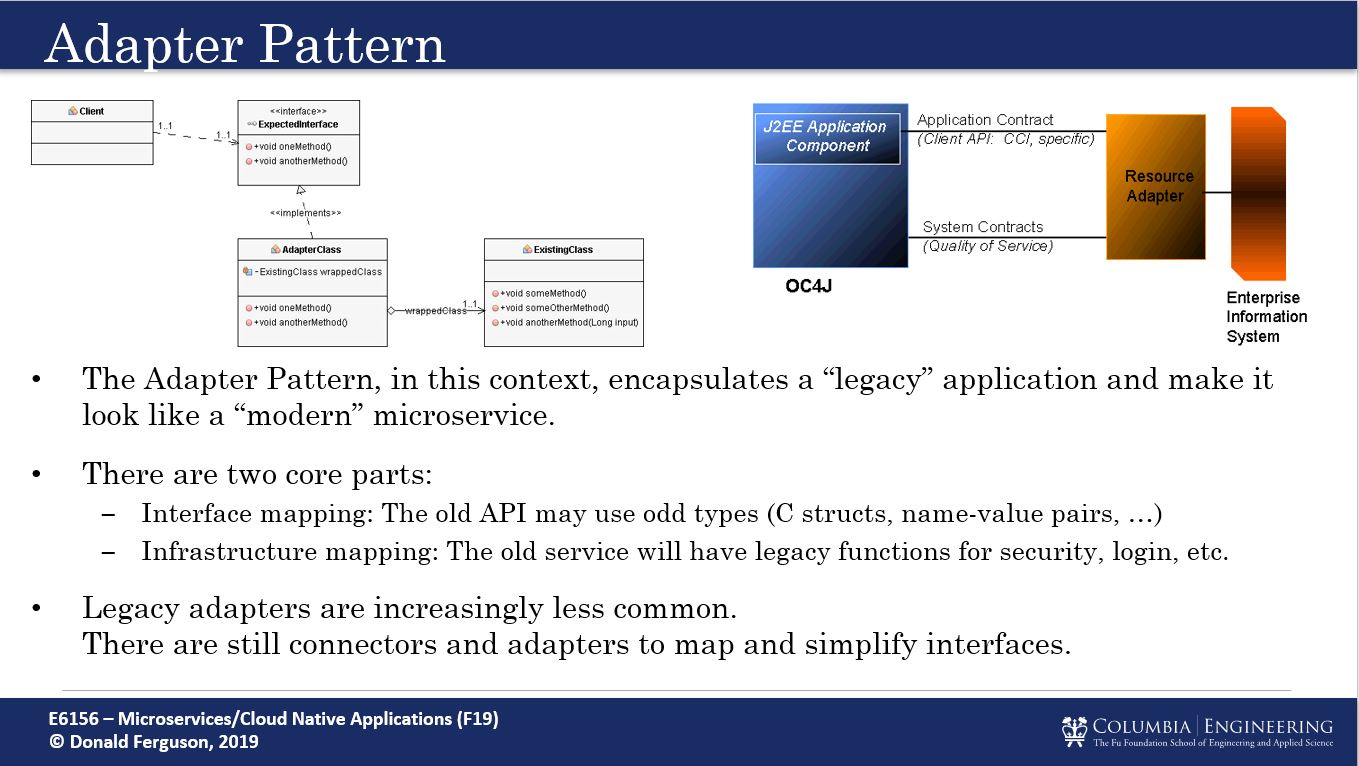 Adapter Pattern
Client
1..1
1..1
<<interface>>
ExpectedInterface
+void oneMethod()
+void anotherMethod()
<<implements>>
AdapterClass
-ExistingClass wrappedClass
+void oneMethod()
+void anotherMethod()
wrappedClass
1..1
ExistingClass
+void someMethod()
+void someOtherMethod()
+void anotherMethod(Long input)
J2EE Application
Component
OC4J
Application Contract
(Client API: CCI, specific)
System Contracts
(Quality of Service)
Resource
Adapter
Enterprise
Information
System
• The Adapter Pattern, in this context, encapsulates a “legacy” application and make it
look like a “modern” microservice.
• There are two core parts:
– Interface mapping: The old API may use odd types (C structs, name-value pairs, …)
– Infrastructure mapping: The old service will have legacy functions for security, login, etc.
• Legacy adapters are increasingly less common.
There are still connectors and adapters to map and simplify interfaces.
E6156 – Microservices/Cloud Native Applications (F19)
© Donald Ferguson, 2019
COLUMBIA | ENGINEERING
The Fu Foundation School of Engineering and Applied Science